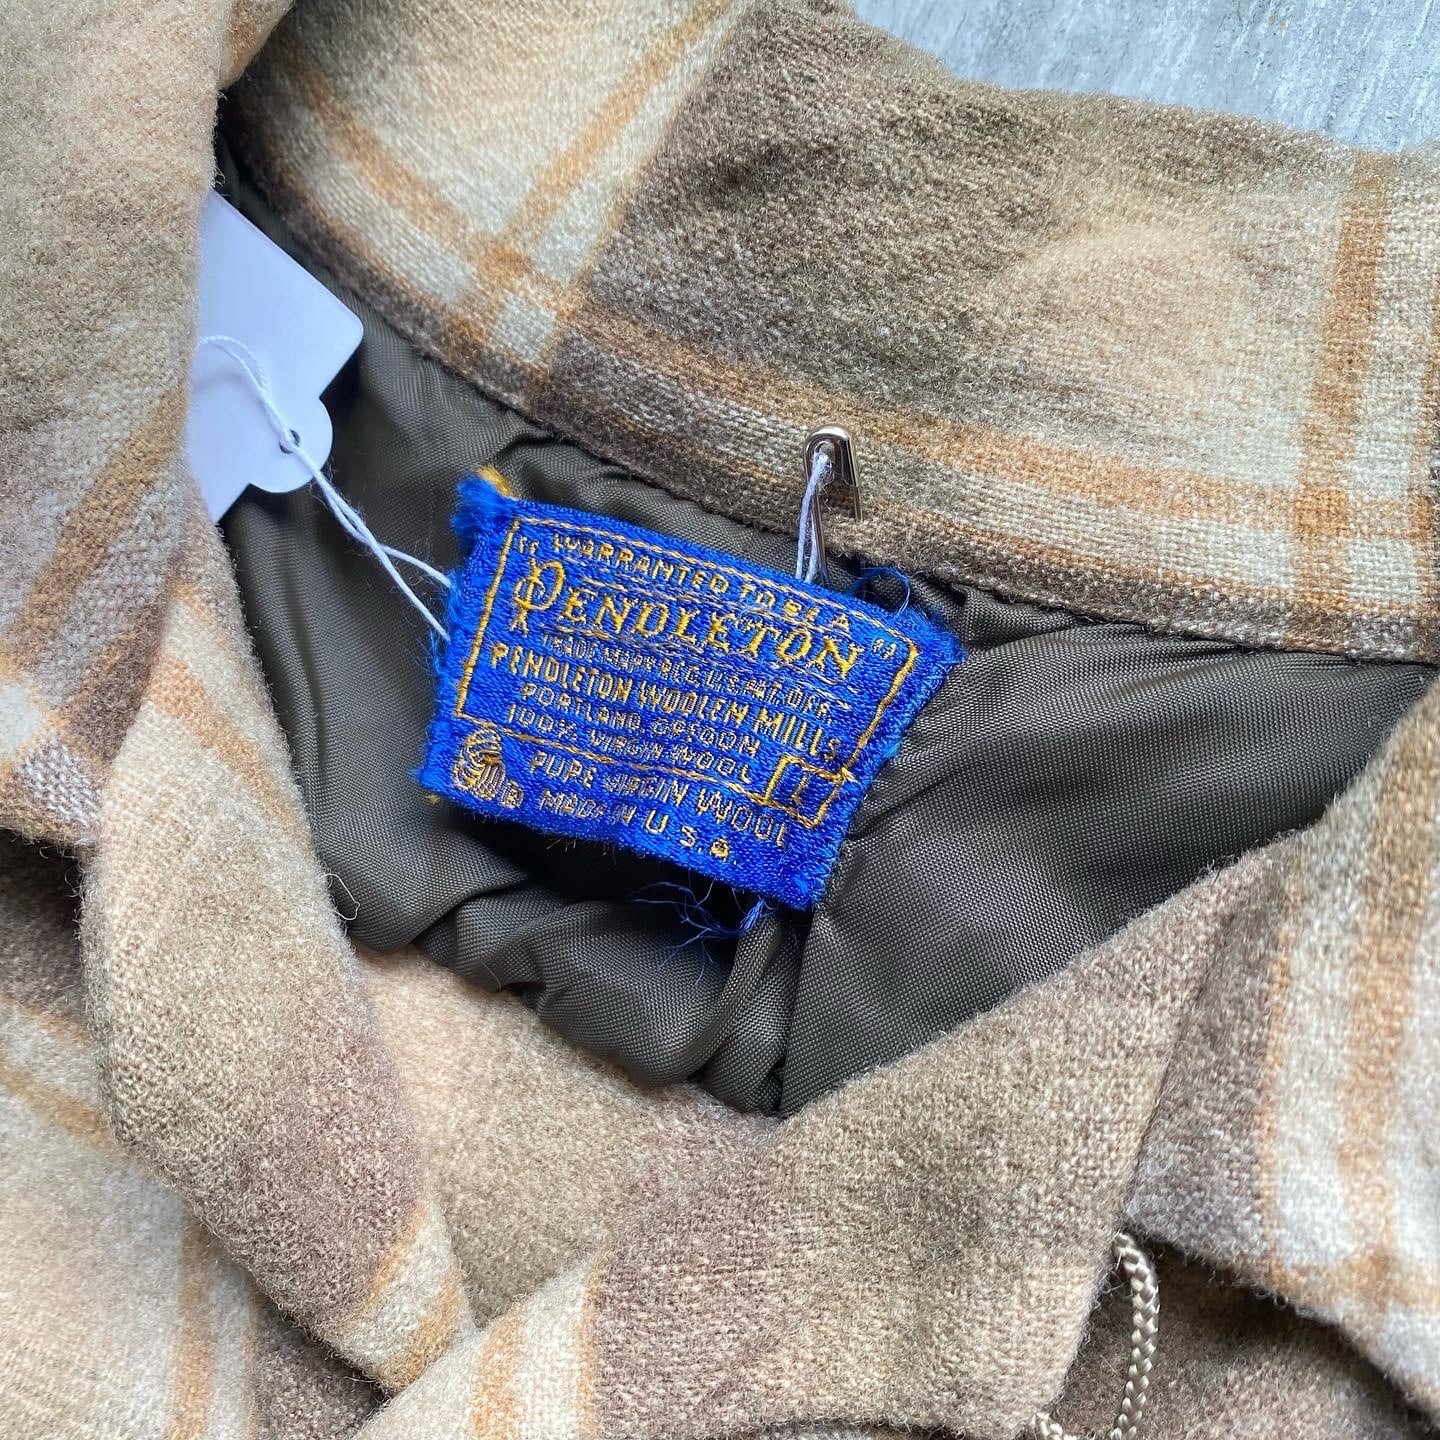 "WARRANTED TO BE A
PENDLETON"
TRADE MARK REG. U.S. PAT. OFF.
PENDLETON WOOLEN MILLS
PORTLAND, OREGON
100% VIRGIN WOOL
L
PURE VIRGIN WOOL
MADE IN U.S.A.